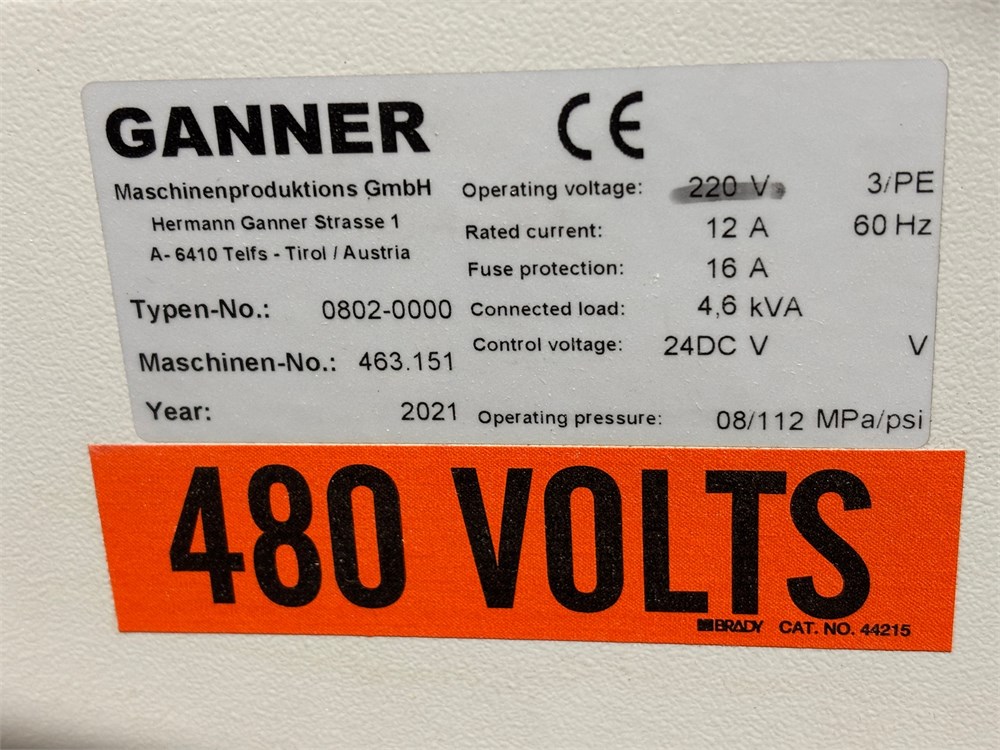 GANNER
CE
Maschinenproduktions GmbH
Hermann Ganner Strasse 1
A- 6410 Telfs - Tirol / Austria
Typen-No.: 0802-0000
Maschinen-No.: 463.151
Year: 2021
Operating voltage: 220 V 3/PE
Rated current: 12 A 60 Hz
Fuse protection: 16 A
Connected load: 4,6 kVA
Control voltage: 24DC V V
Operating pressure: 08/112 MPa/psi
480 VOLTS
BRADY CAT. NO. 44215